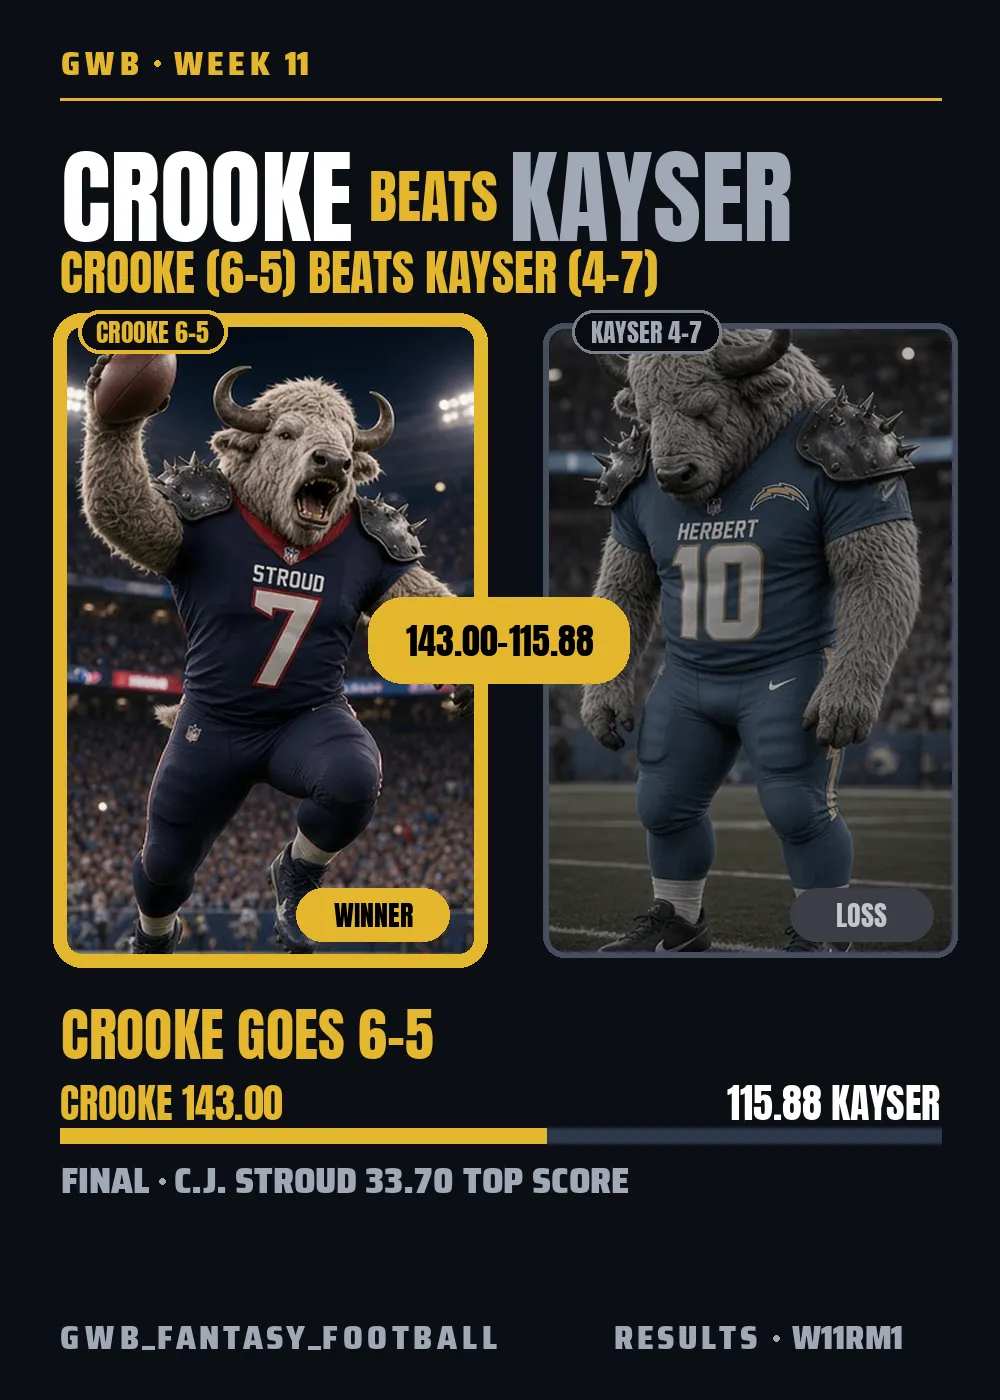 GWB · WEEK 11
CROOKE BEATS KAYSER
CROOKE (6-5) BEATS KAYSER (4-7)
CROOKE 6-5
KAYSER 4-7
STROUD
7
HERBERT
10
143.00-115.88
WINNER
LOSS
CROOKE GOES 6-5
CROOKE 143.00
115.88 KAYSER
FINAL · C.J. STROUD 33.70 TOP SCORE
GWB_FANTASY_FOOTBALL
RESULTS · W11RM1